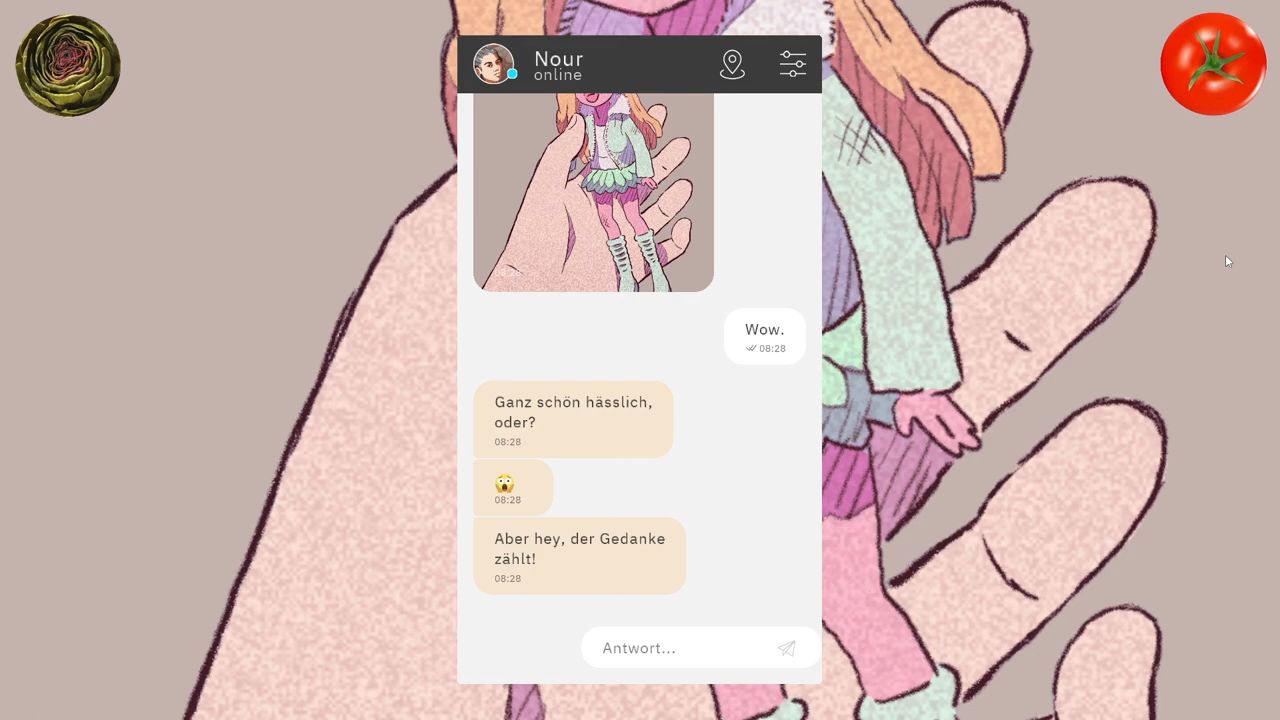 Nour
online
Wow.
08:28
Ganz schön hässlich,
oder?
08:28
08:28
Aber hey, der Gedanke
zählt!
08:28
Antwort...